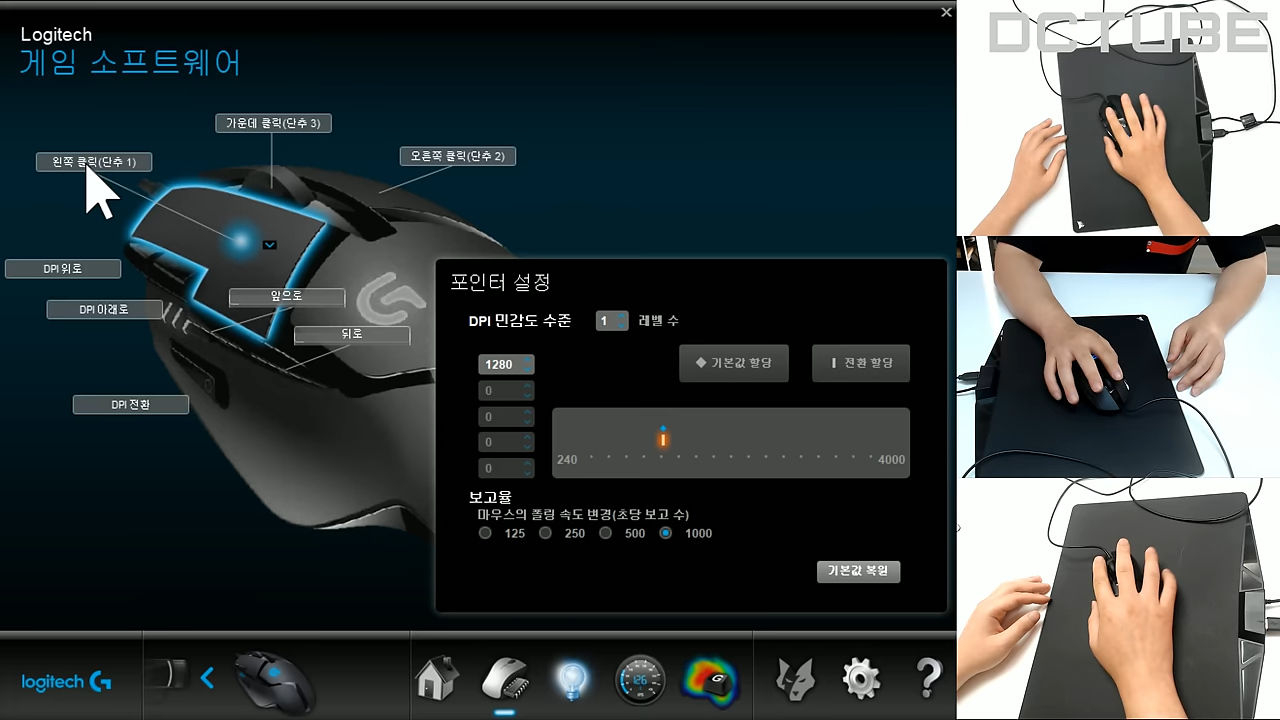 Logitech
게임 소프트웨어
DCTUBE
가운데 클릭(단추 3)
왼쪽 클릭(단추 1)
오른쪽 클릭(단추 2)
DPI 위로
DPI 아래로
앞으로
뒤로
DPI 전환
포인터 설정
DPI 민감도 수준 1 레벨 수
1280
기본값 할당
전환 할당
0
0
0
0
240
4000
보고율
마우스의 폴링 속도 변경(초당 보고 수)
125 250 500 1000
기본값 복원
logitech G
126
G
?